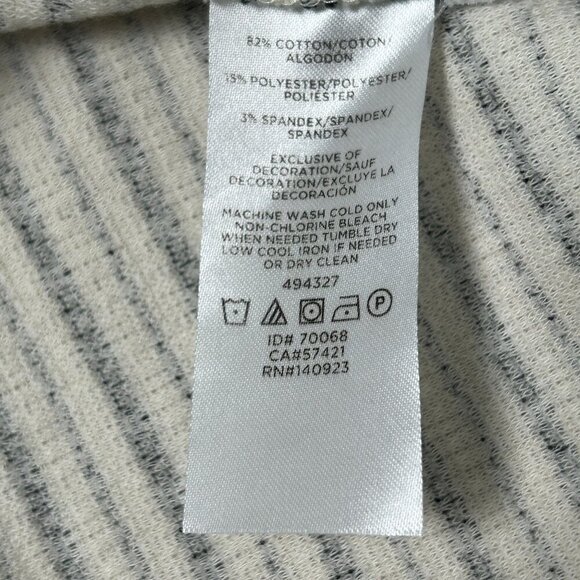 82% COTTON/COTON/
ALGODÓN
15% POLYESTER/POLYESTER/
POLIÉSTER
3% SPANDEX/SPANDEX/
SPANDEX
EXCLUSIVE OF
DECORATION/SAUF
DECORATION/EXCLUYE LA
DECORACIÓN
MACHINE WASH COLD ONLY
NON-CHLORINE BLEACH
WHEN NEEDED TUMBLE DRY
LOW COOL IRON IF NEEDED
OR DRY CLEAN
494327
P
ID# 70068
CA#57421
RN#140923